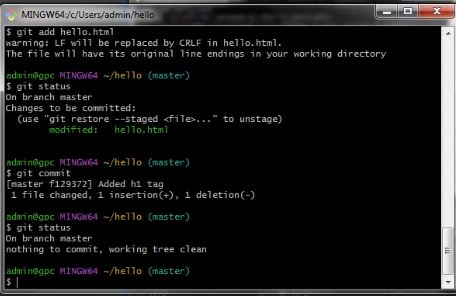 MINGW64:/c/Users/admin/hello
$ git add hello.html
warning: LF will be replaced by CRLF in hello.html.
The file will have its original line endings in your working directory
admin@gpc MINGW64 ~/hello (master)
$ git status
On branch master
Changes to be committed:
  (use "git restore --staged <file>..." to unstage)
        modified:   hello.html
admin@gpc MINGW64 ~/hello (master)
$ git commit
[master f129372] Added h1 tag
 1 file changed, 1 insertion(+), 1 deletion(-)
admin@gpc MINGW64 ~/hello (master)
$ git status
On branch master
nothing to commit, working tree clean
admin@gpc MINGW64 ~/hello (master)
$